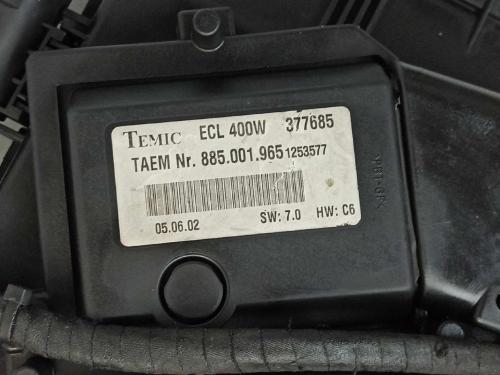 TEMIC ECL 400W 377685
TAEM Nr. 885.001.965 1253577
05.06.02 SW: 7.0 HW: C6